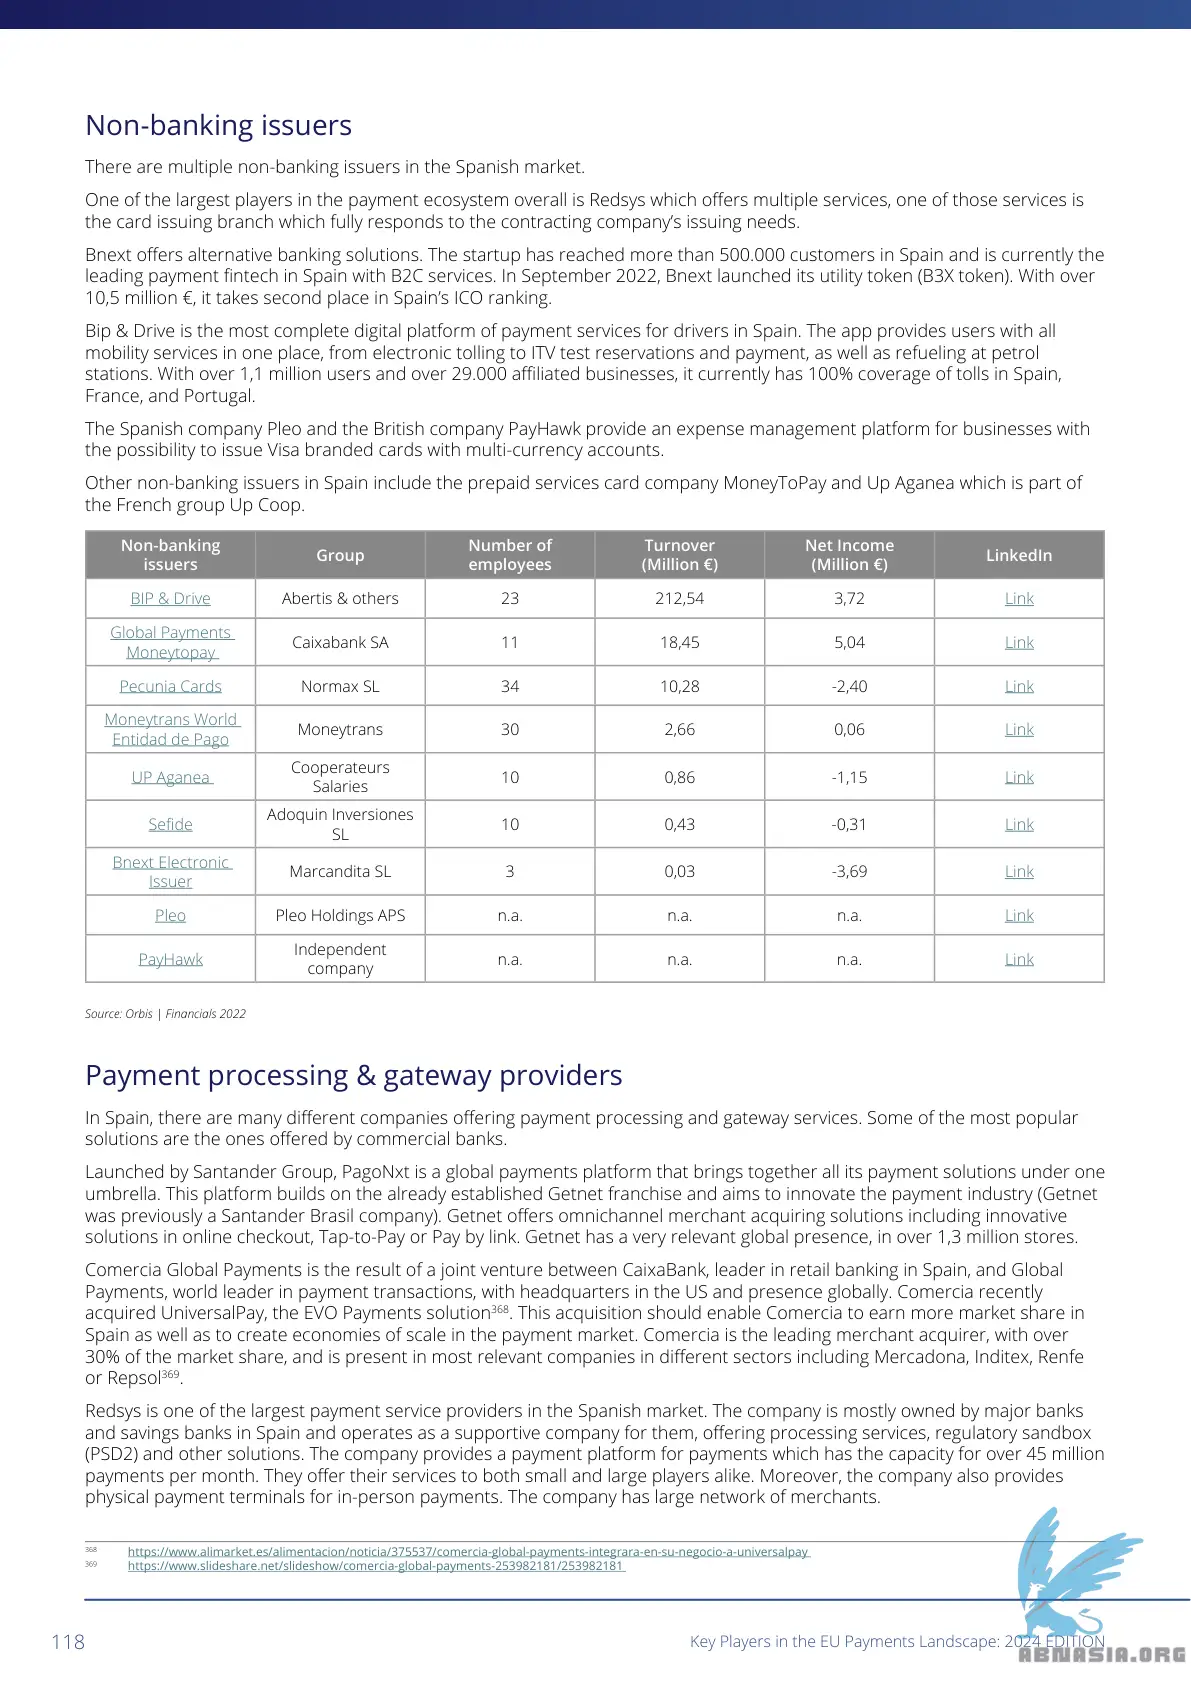 Non-banking issuers
There are multiple non-banking issuers in the Spanish market.
One of the largest players in the payment ecosystem overall is Redsys which offers multiple services, one of those services is
the card issuing branch which fully responds to the contracting company's issuing needs.
Bnext offers alternative banking solutions. The startup has reached more than 500.000 customers in Spain and is currently the
leading payment fintech in Spain with B2C services. In September 2022, Bnext launched its utility token (B3X token). With over
10,5 million €, it takes second place in Spain's ICO ranking.
Bip & Drive is the most complete digital platform of payment services for drivers in Spain. The app provides users with all
mobility services in one place, from electronic tolling to ITV test reservations and payment, as well as refueling at petrol
stations. With over 1,1 million users and over 29.000 affiliated businesses, it currently has 100% coverage of tolls in Spain,
France, and Portugal.
The Spanish company Pleo and the British company PayHawk provide an expense management platform for businesses with
the possibility to issue Visa branded cards with multi-currency accounts.
Other non-banking issuers in Spain include the prepaid services card company MoneyToPay and Up Aganea which is part of
the French group Up Coop.
Non-banking issuers | Group | Number of employees | Turnover (Million €) | Net Income (Million €) | LinkedIn
BIP & Drive | Abertis & others | 23 | 212,54 | 3,72 | Link
Global Payments Moneytopay | Caixabank SA | 11 | 18,45 | 5,04 | Link
Pecunia Cards | Normax SL | 34 | 10,28 | -2,40 | Link
Moneytrans World Entidad de Pago | Moneytrans | 30 | 2,66 | 0,06 | Link
UP Aganea | Cooperateurs Salaries | 10 | 0,86 | -1,15 | Link
Sefide | Adoquin Inversiones SL | 10 | 0,43 | -0,31 | Link
Bnext Electronic Issuer | Marcandita SL | 3 | 0,03 | -3,69 | Link
Pleo | Pleo Holdings APS | n.a. | n.a. | n.a. | Link
PayHawk | Independent company | n.a. | n.a. | n.a. | Link
Source: Orbis | Financials 2022
Payment processing & gateway providers
In Spain, there are many different companies offering payment processing and gateway services. Some of the most popular
solutions are the ones offered by commercial banks.
Launched by Santander Group, PagoNxt is a global payments platform that brings together all its payment solutions under one
umbrella. This platform builds on the already established Getnet franchise and aims to innovate the payment industry (Getnet
was previously a Santander Brasil company). Getnet offers omnichannel merchant acquiring solutions including innovative
solutions in online checkout, Tap-to-Pay or Pay by link. Getnet has a very relevant global presence, in over 1,3 million stores.
Comercia Global Payments is the result of a joint venture between CaixaBank, leader in retail banking in Spain, and Global
Payments, world leader in payment transactions, with headquarters in the US and presence globally. Comercia recently
acquired UniversalPay, the EVO Payments solution368. This acquisition should enable Comercia to earn more market share in
Spain as well as to create economies of scale in the payment market. Comercia is the leading merchant acquirer, with over
30% of the market share, and is present in most relevant companies in different sectors including Mercadona, Inditex, Renfe
or Repsol369.
Redsys is one of the largest payment service providers in the Spanish market. The company is mostly owned by major banks
and savings banks in Spain and operates as a supportive company for them, offering processing services, regulatory sandbox
(PSD2) and other solutions. The company provides a payment platform for payments which has the capacity for over 45 million
payments per month. They offer their services to both small and large players alike. Moreover, the company also provides
physical payment terminals for in-person payments. The company has large network of merchants.
368 https://www.alimarket.es/alimentacion/noticia/375537/comercia-global-payments-integrara-en-su-negocio-a-universalpay
369 https://www.slideshare.net/slideshow/comercia-global-payments-253982181/253982181
118
Key Players in the EU Payments Landscape: 2024 EDITION
ABNASIA.ORG